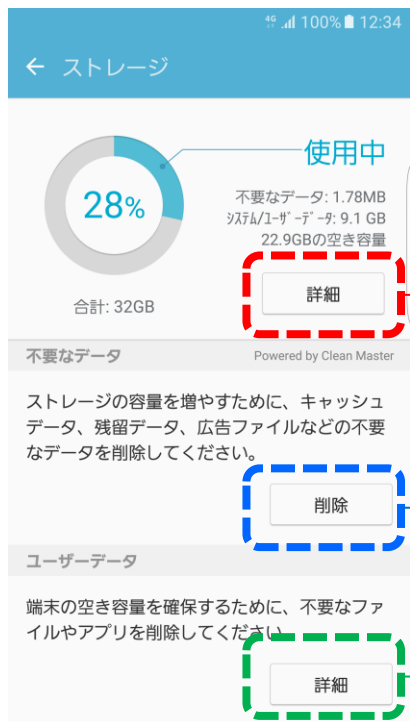 4G 100% 12:34
← ストレージ
使用中
28%
不要なデータ: 1.78MB
ｼｽﾃﾑ/ﾕｰｻﾞｰﾃﾞｰﾀ: 9.1 GB
22.9GBの空き容量
合計: 32GB
詳細
不要なデータ Powered by Clean Master
ストレージの容量を増やすために、キャッシュ
データ、残留データ、広告ファイルなどの不要
なデータを削除してください。
削除
ユーザーデータ
端末の空き容量を確保するために、不要なファ
イルやアプリを削除してください。
詳細